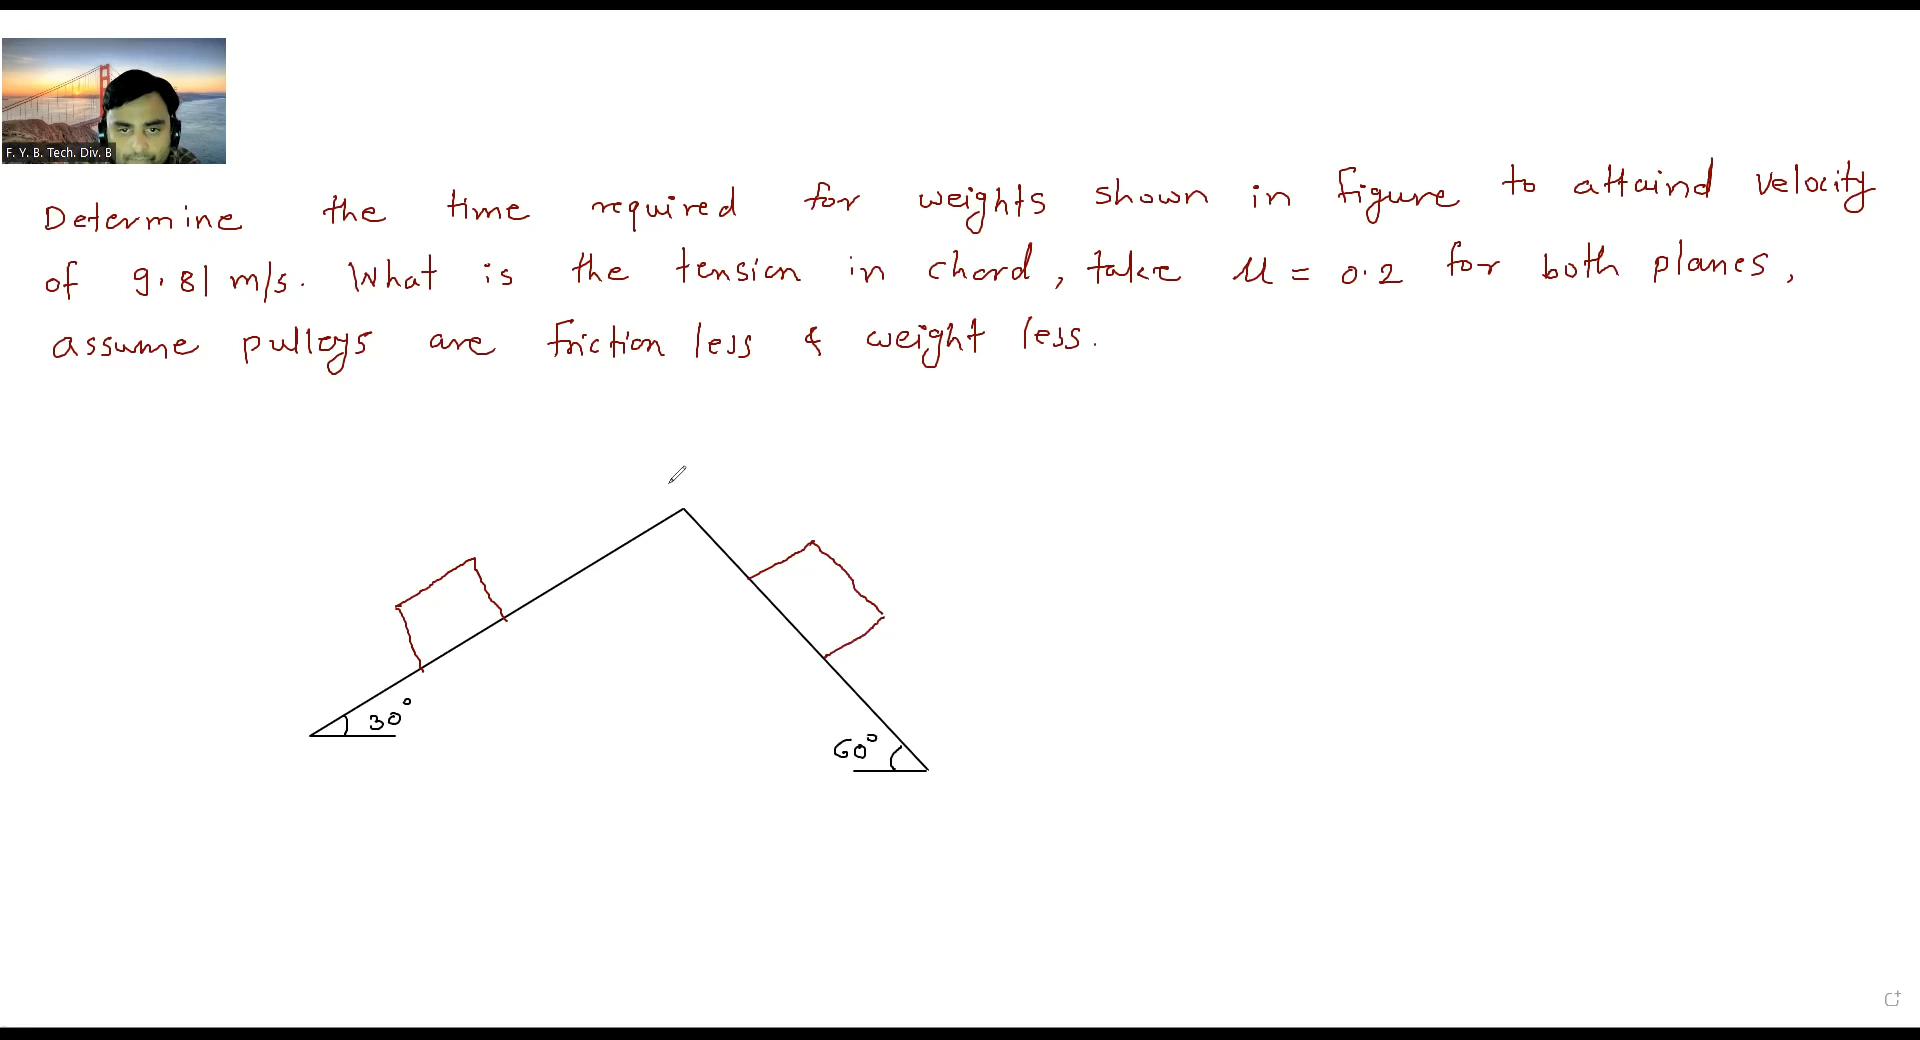 F. Y. B. Tech. Div. B
Determine the time required for weights shown in figure to attaind velocity
of 9.81 m/s. What is the tension in chord, take μ = 0.2 for both planes,
assume pulleys are friction less & weight less.
30°
60°